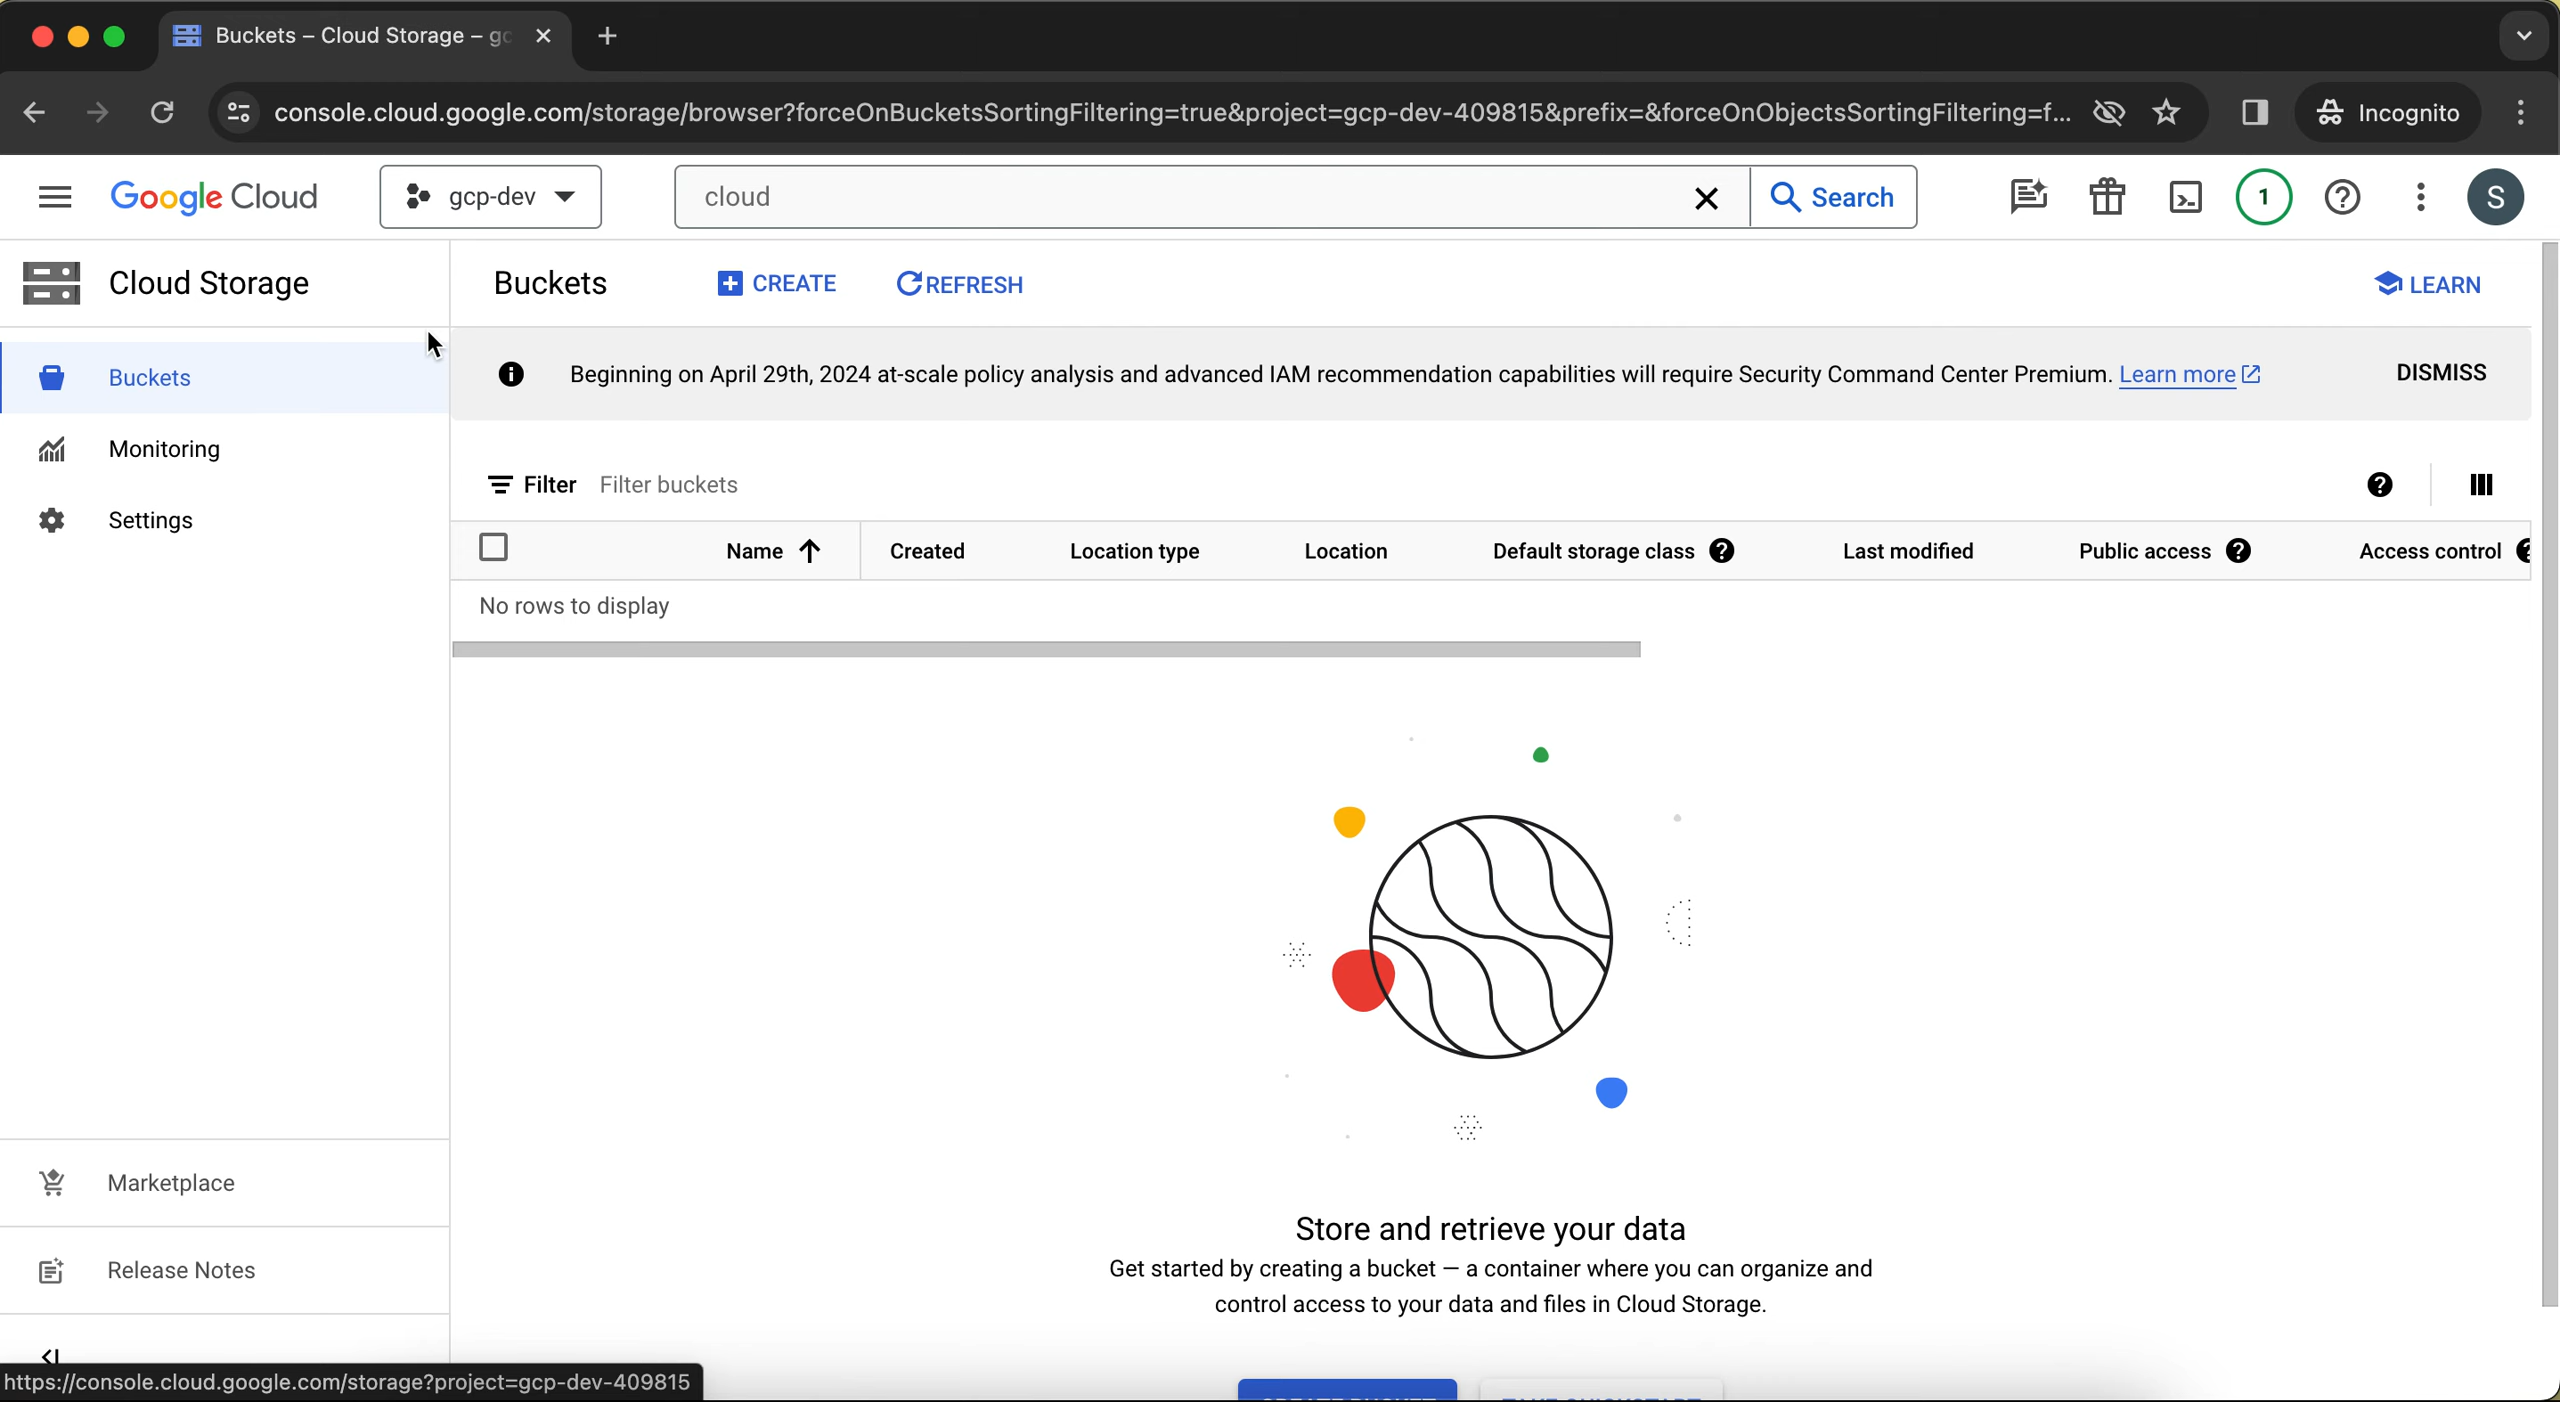 Buckets – Cloud Storage – gc
console.cloud.google.com/storage/browser?forceOnBucketsSortingFiltering=true&project=gcp-dev-409815&prefix=&forceOnObjectsSortingFiltering=f...
Incognito
Google Cloud
gcp-dev
cloud
Search
1
S
Cloud Storage
Buckets
CREATE
REFRESH
LEARN
Buckets
Monitoring
Settings
Beginning on April 29th, 2024 at-scale policy analysis and advanced IAM recommendation capabilities will require Security Command Center Premium. Learn more
DISMISS
Filter Filter buckets
Name Created Location type Location Default storage class Last modified Public access Access control
No rows to display
Store and retrieve your data
Get started by creating a bucket — a container where you can organize and
control access to your data and files in Cloud Storage.
Marketplace
Release Notes
https://console.cloud.google.com/storage?project=gcp-dev-409815